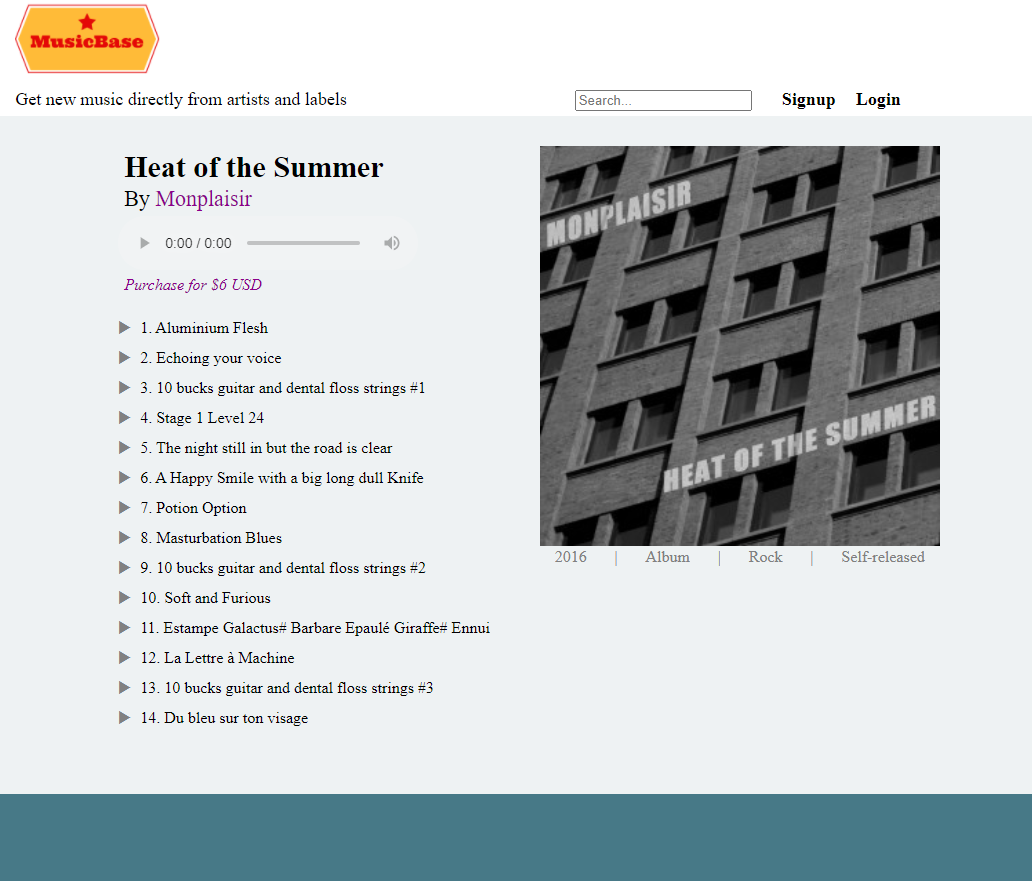 MusicBase
Get new music directly from artists and labels
Search...
Signup
Login
Heat of the Summer
By Monplaisir
0:00 / 0:00
Purchase for $6 USD
1. Aluminium Flesh
2. Echoing your voice
3. 10 bucks guitar and dental floss strings #1
4. Stage 1 Level 24
5. The night still in but the road is clear
6. A Happy Smile with a big long dull Knife
7. Potion Option
8. Masturbation Blues
9. 10 bucks guitar and dental floss strings #2
10. Soft and Furious
11. Estampe Galactus# Barbare Epaulé Giraffe# Ennui
12. La Lettre à Machine
13. 10 bucks guitar and dental floss strings #3
14. Du bleu sur ton visage
MONPLAISIR
HEAT OF THE SUMMER
2016 | Album | Rock | Self-released